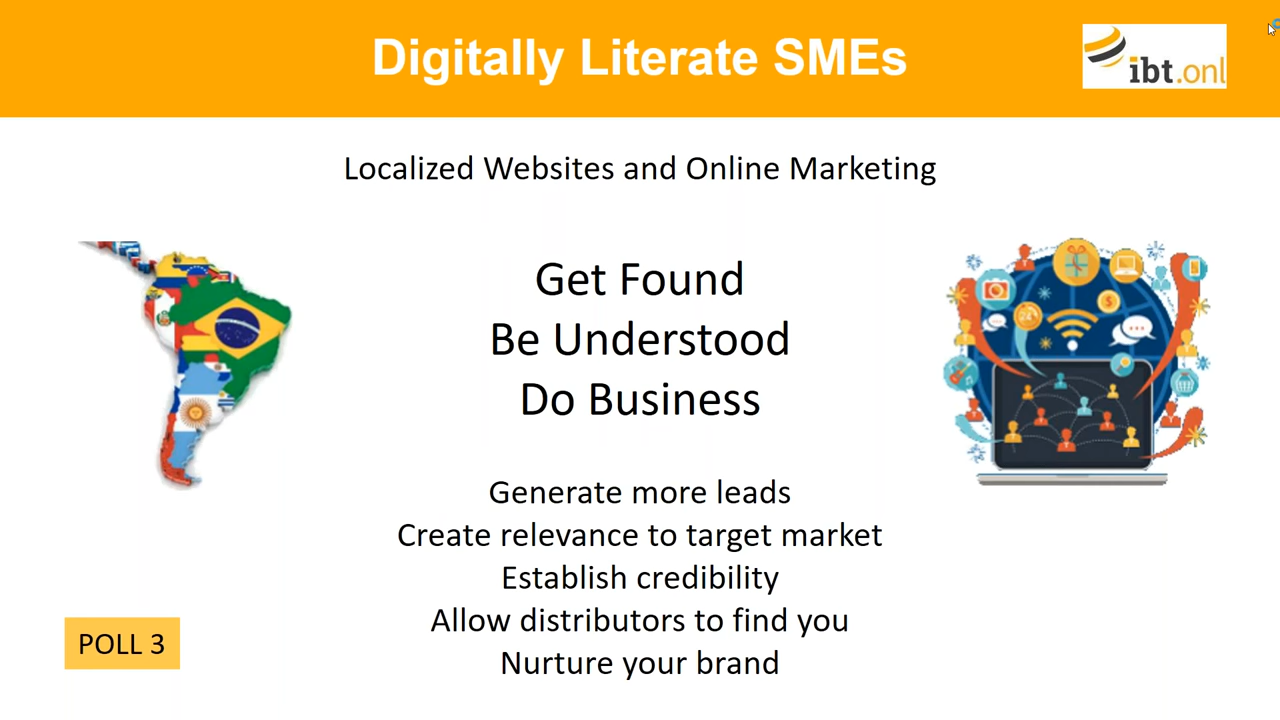 Digitally Literate SMEs
ibt.onl
Localized Websites and Online Marketing
Get Found
Be Understood
Do Business
Generate more leads
Create relevance to target market
Establish credibility
Allow distributors to find you
Nurture your brand
POLL 3